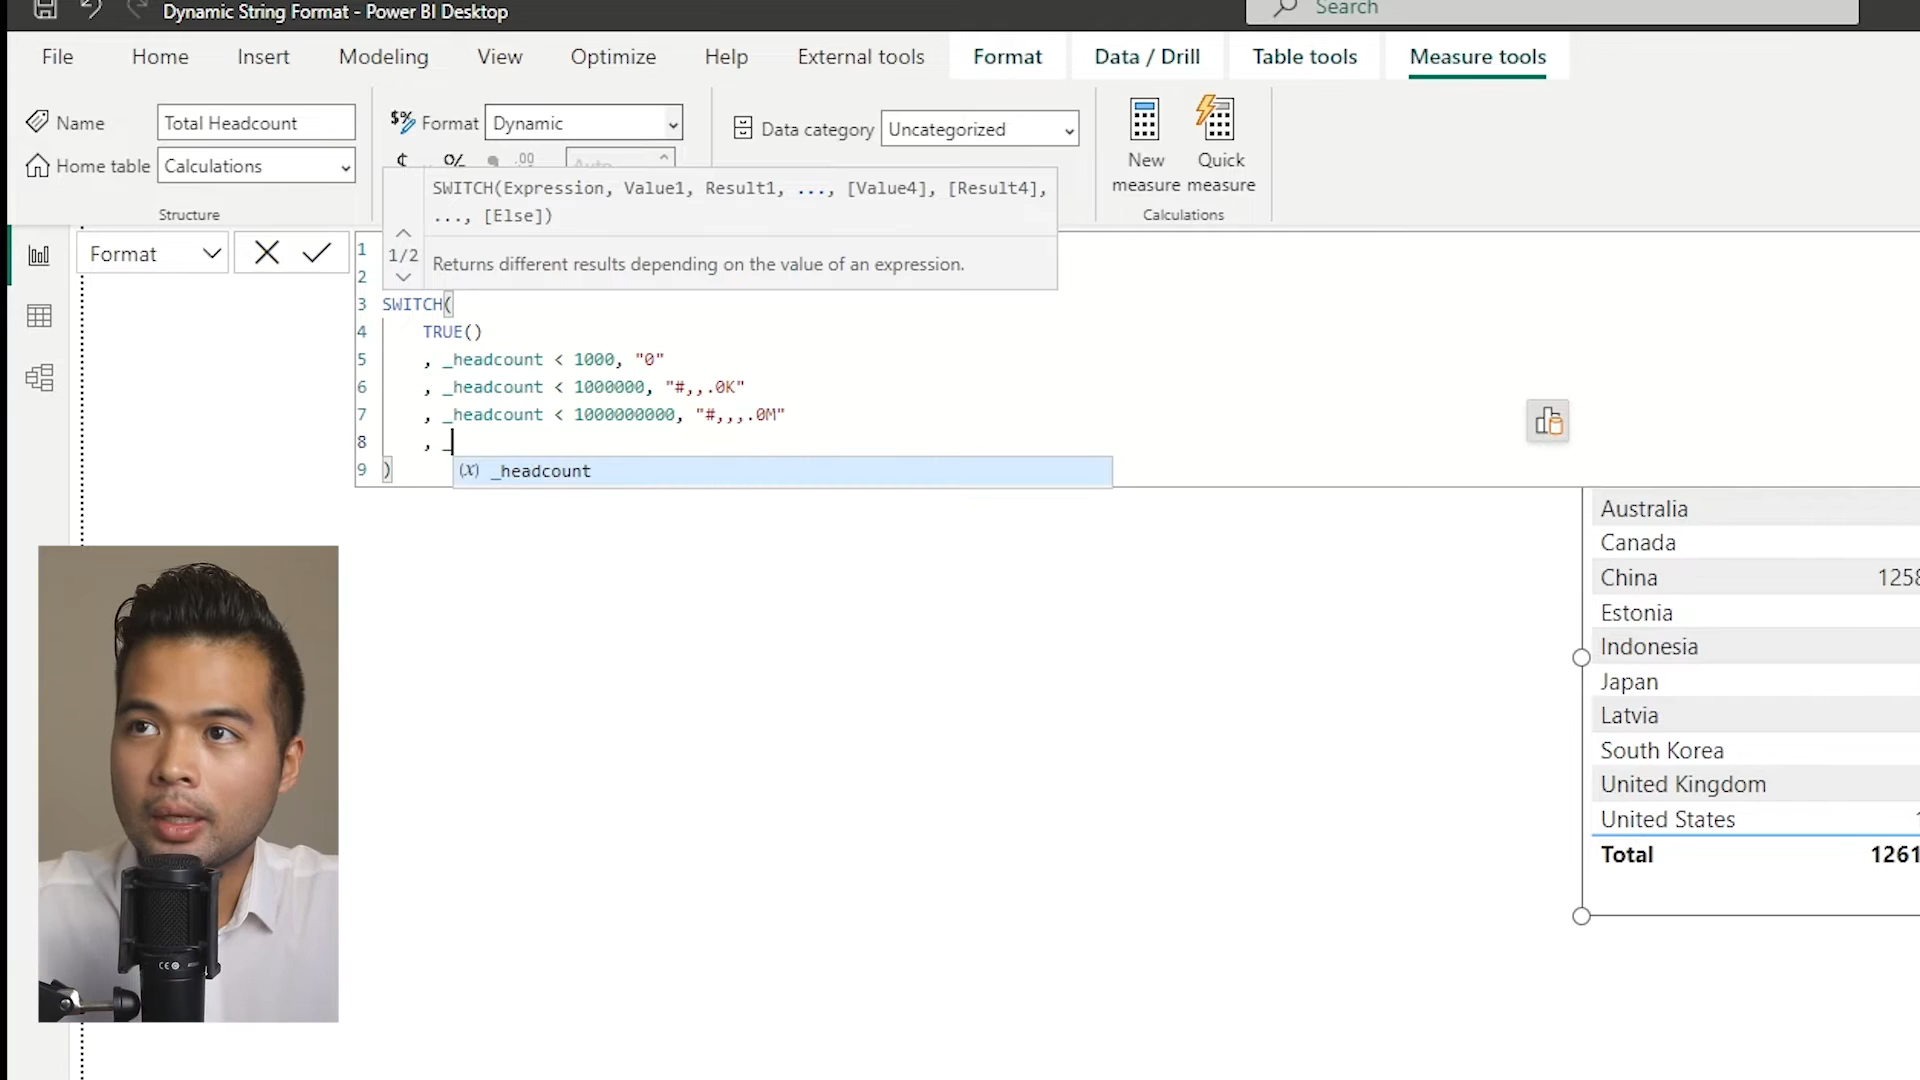 Dynamic String Format - Power BI Desktop
Search
File Home Insert Modeling View Optimize Help External tools Format Data / Drill Table tools Measure tools
Name Total Headcount
$% Format Dynamic
Data category Uncategorized
New measure
Quick measure
Home table Calculations
Structure
Calculations
SWITCH(Expression, Value1, Result1, ..., [Value4], [Result4],
..., [Else])
1/2
Returns different results depending on the value of an expression.
Format
1
2
3 SWITCH(
4 TRUE()
5 , _headcount < 1000, "0"
6 , _headcount < 1000000, "#,,.0K"
7 , _headcount < 1000000000, "#,,,.0M"
8 , _
9 )
(x) _headcount
Australia
Canada
China 1258
Estonia
Indonesia
Japan
Latvia
South Korea
United Kingdom
United States 1
Total 1261